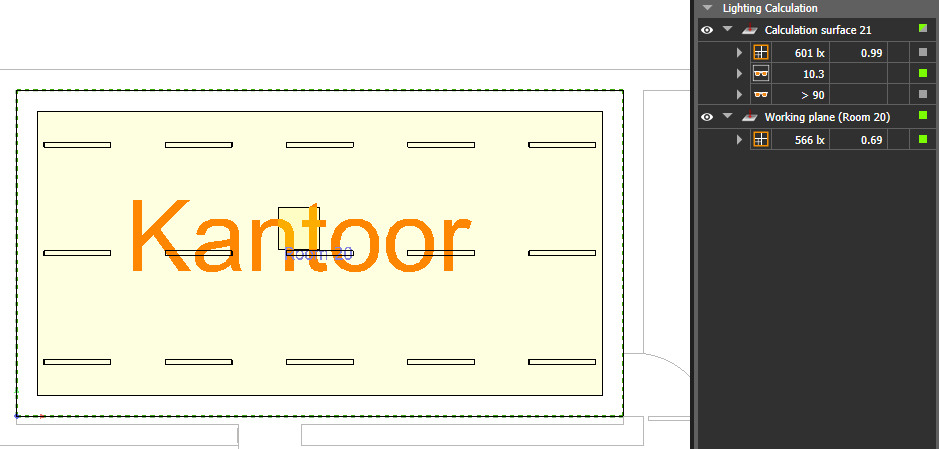 Lighting Calculation
Calculation surface 21
601 lx 0.99
10.3
> 90
Working plane (Room 20)
566 lx 0.69
Kantoor
Room 20